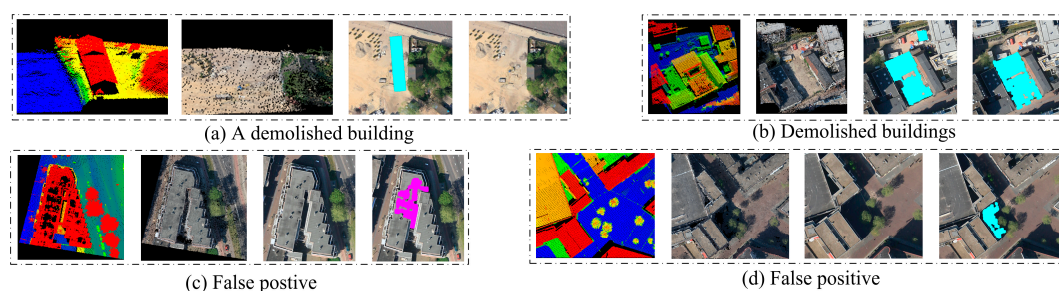 (a) A demolished building
(b) Demolished buildings
(c) False postive
(d) False positive